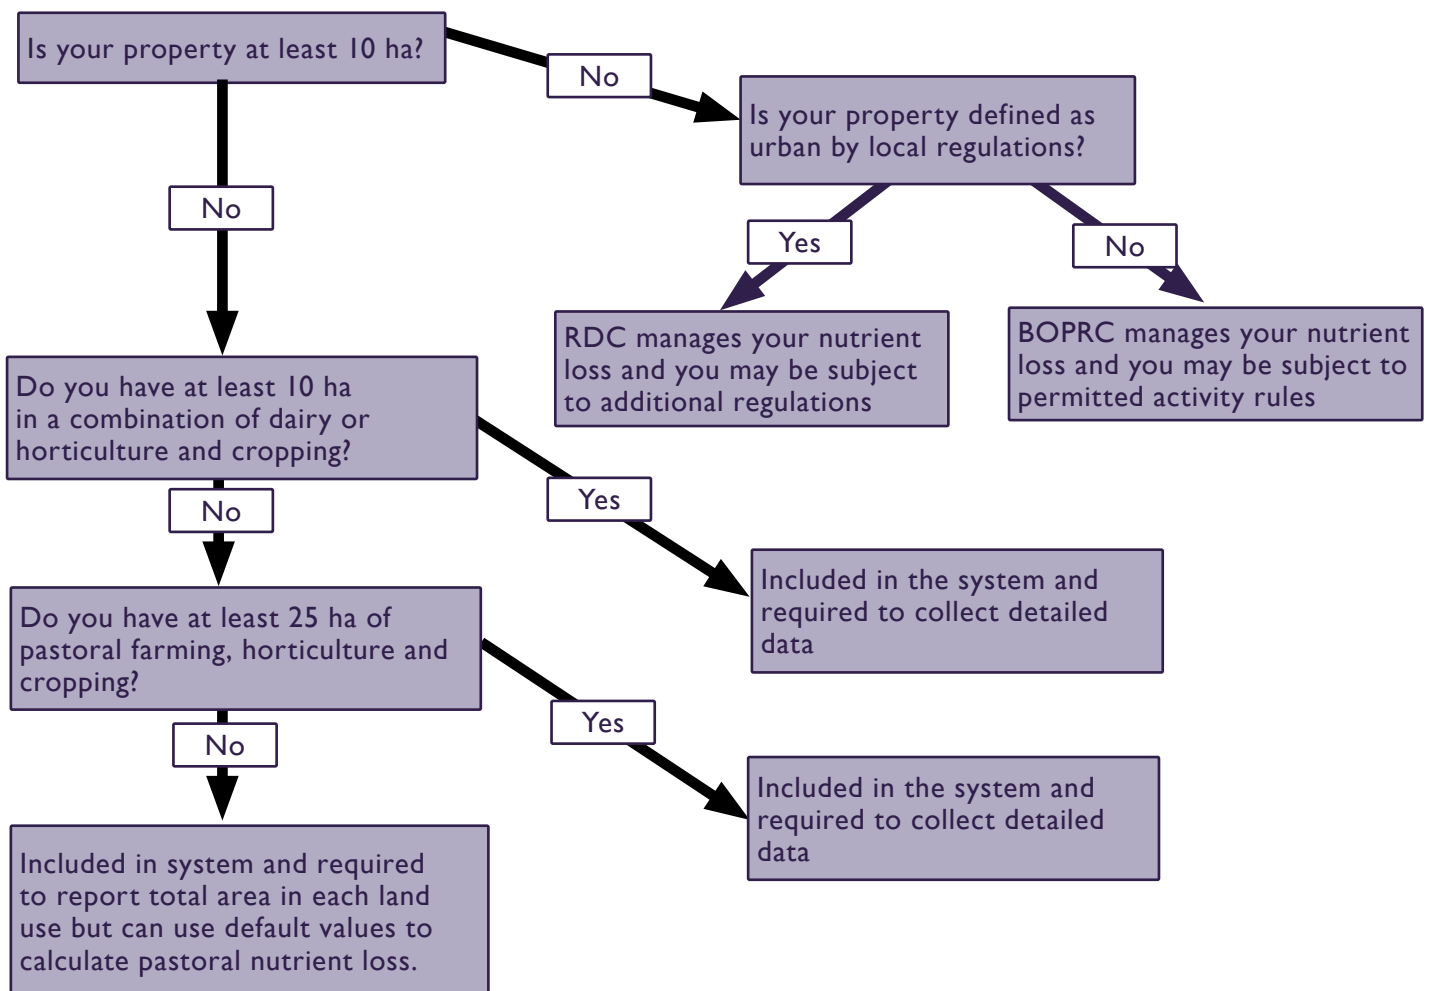 Is your property at least 10 ha?
No
Is your property defined as
urban by local regulations?
No
Yes
No
RDC manages your nutrient
loss and you may be subject
to additional regulations
BOPRC manages your nutrient
loss and you may be subject to
permitted activity rules
Do you have at least 10 ha
in a combination of dairy or
horticulture and cropping?
No
Yes
Included in the system and
required to collect detailed
data
Do you have at least 25 ha of
pastoral farming, horticulture and
cropping?
No
Yes
Included in the system and
required to collect detailed
data
Included in system and required
to report total area in each land
use but can use default values to
calculate pastoral nutrient loss.